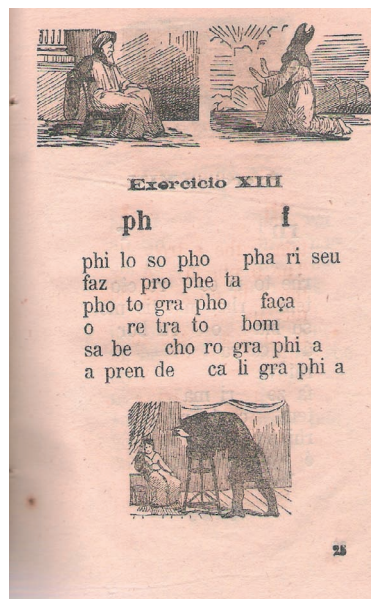 Exercicio XIII
ph f
phi lo so pho pha ri seu
faz pro phe ta
pho to gra pho faça
o re tra to bom
sa be cho ro gra phi a
a pren de ca li gra phi a
25